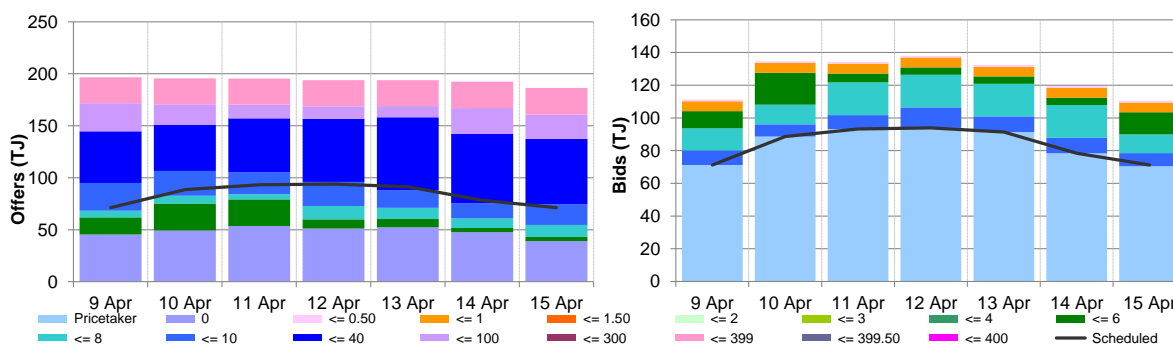 250
200
150
100
50
0
Offers (TJ)
9 Apr 10 Apr 11 Apr 12 Apr 13 Apr 14 Apr 15 Apr
160
140
120
100
80
60
40
20
0
Bids (TJ)
9 Apr 10 Apr 11 Apr 12 Apr 13 Apr 14 Apr 15 Apr
Pricetaker 0 <= 0.50 <= 1 <= 1.50 <= 2 <= 3 <= 4 <= 6
<= 8 <= 10 <= 40 <= 100 <= 300 <= 399 <= 399.50 <= 400 Scheduled